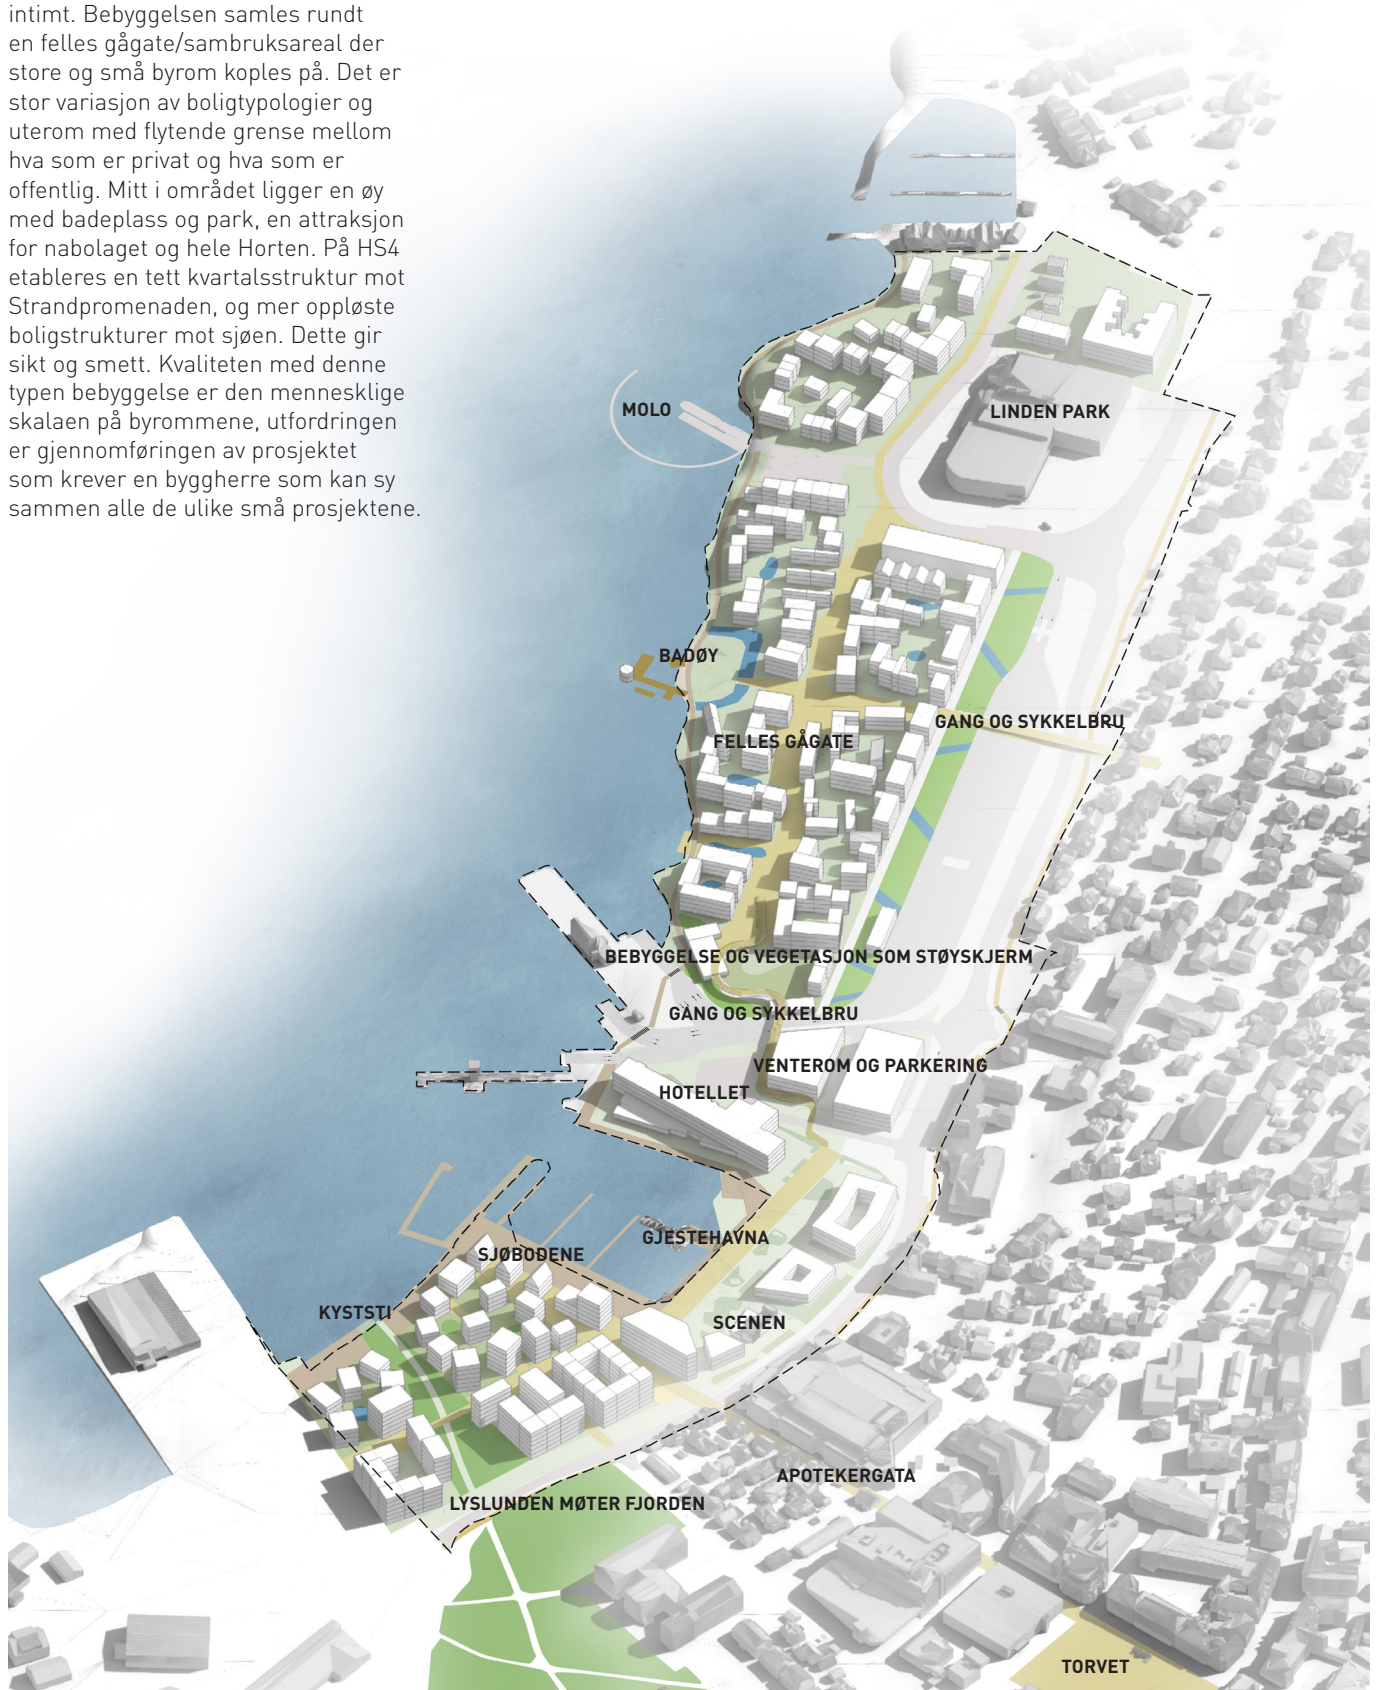 intimt. Bebyggelsen samles rundt
en felles gågate/sambruksareal der
store og små byrom koples på. Det er
stor variasjon av boligtypologier og
uterom med flytende grense mellom
hva som er privat og hva som er
offentlig. Mitt i området ligger en øy
med badeplass og park, en attraksjon
for nabolaget og hele Horten. På HS4
etableres en tett kvartalsstruktur mot
Strandpromenaden, og mer oppløste
boligstrukturer mot sjøen. Dette gir
sikt og smett. Kvaliteten med denne
typen bebyggelse er den mennesklige
skalaen på byrommene, utfordringen
er gjennomføringen av prosjektet
som krever en byggherre som kan sy
sammen alle de ulike små prosjektene.
MOLO
LINDEN PARK
BADØY
GANG OG SYKKELBRU
FELLES GÅGATE
BEBYGGELSE OG VEGETASJON SOM STØYSKJERM
GANG OG SYKKELBRU
VENTEROM OG PARKERING
HOTELLET
GJESTEHAVNA
SJØBODENE
KYSTSTI
SCENEN
APOTEKERGATA
LYSLUNDEN MØTER FJORDEN
TORVET